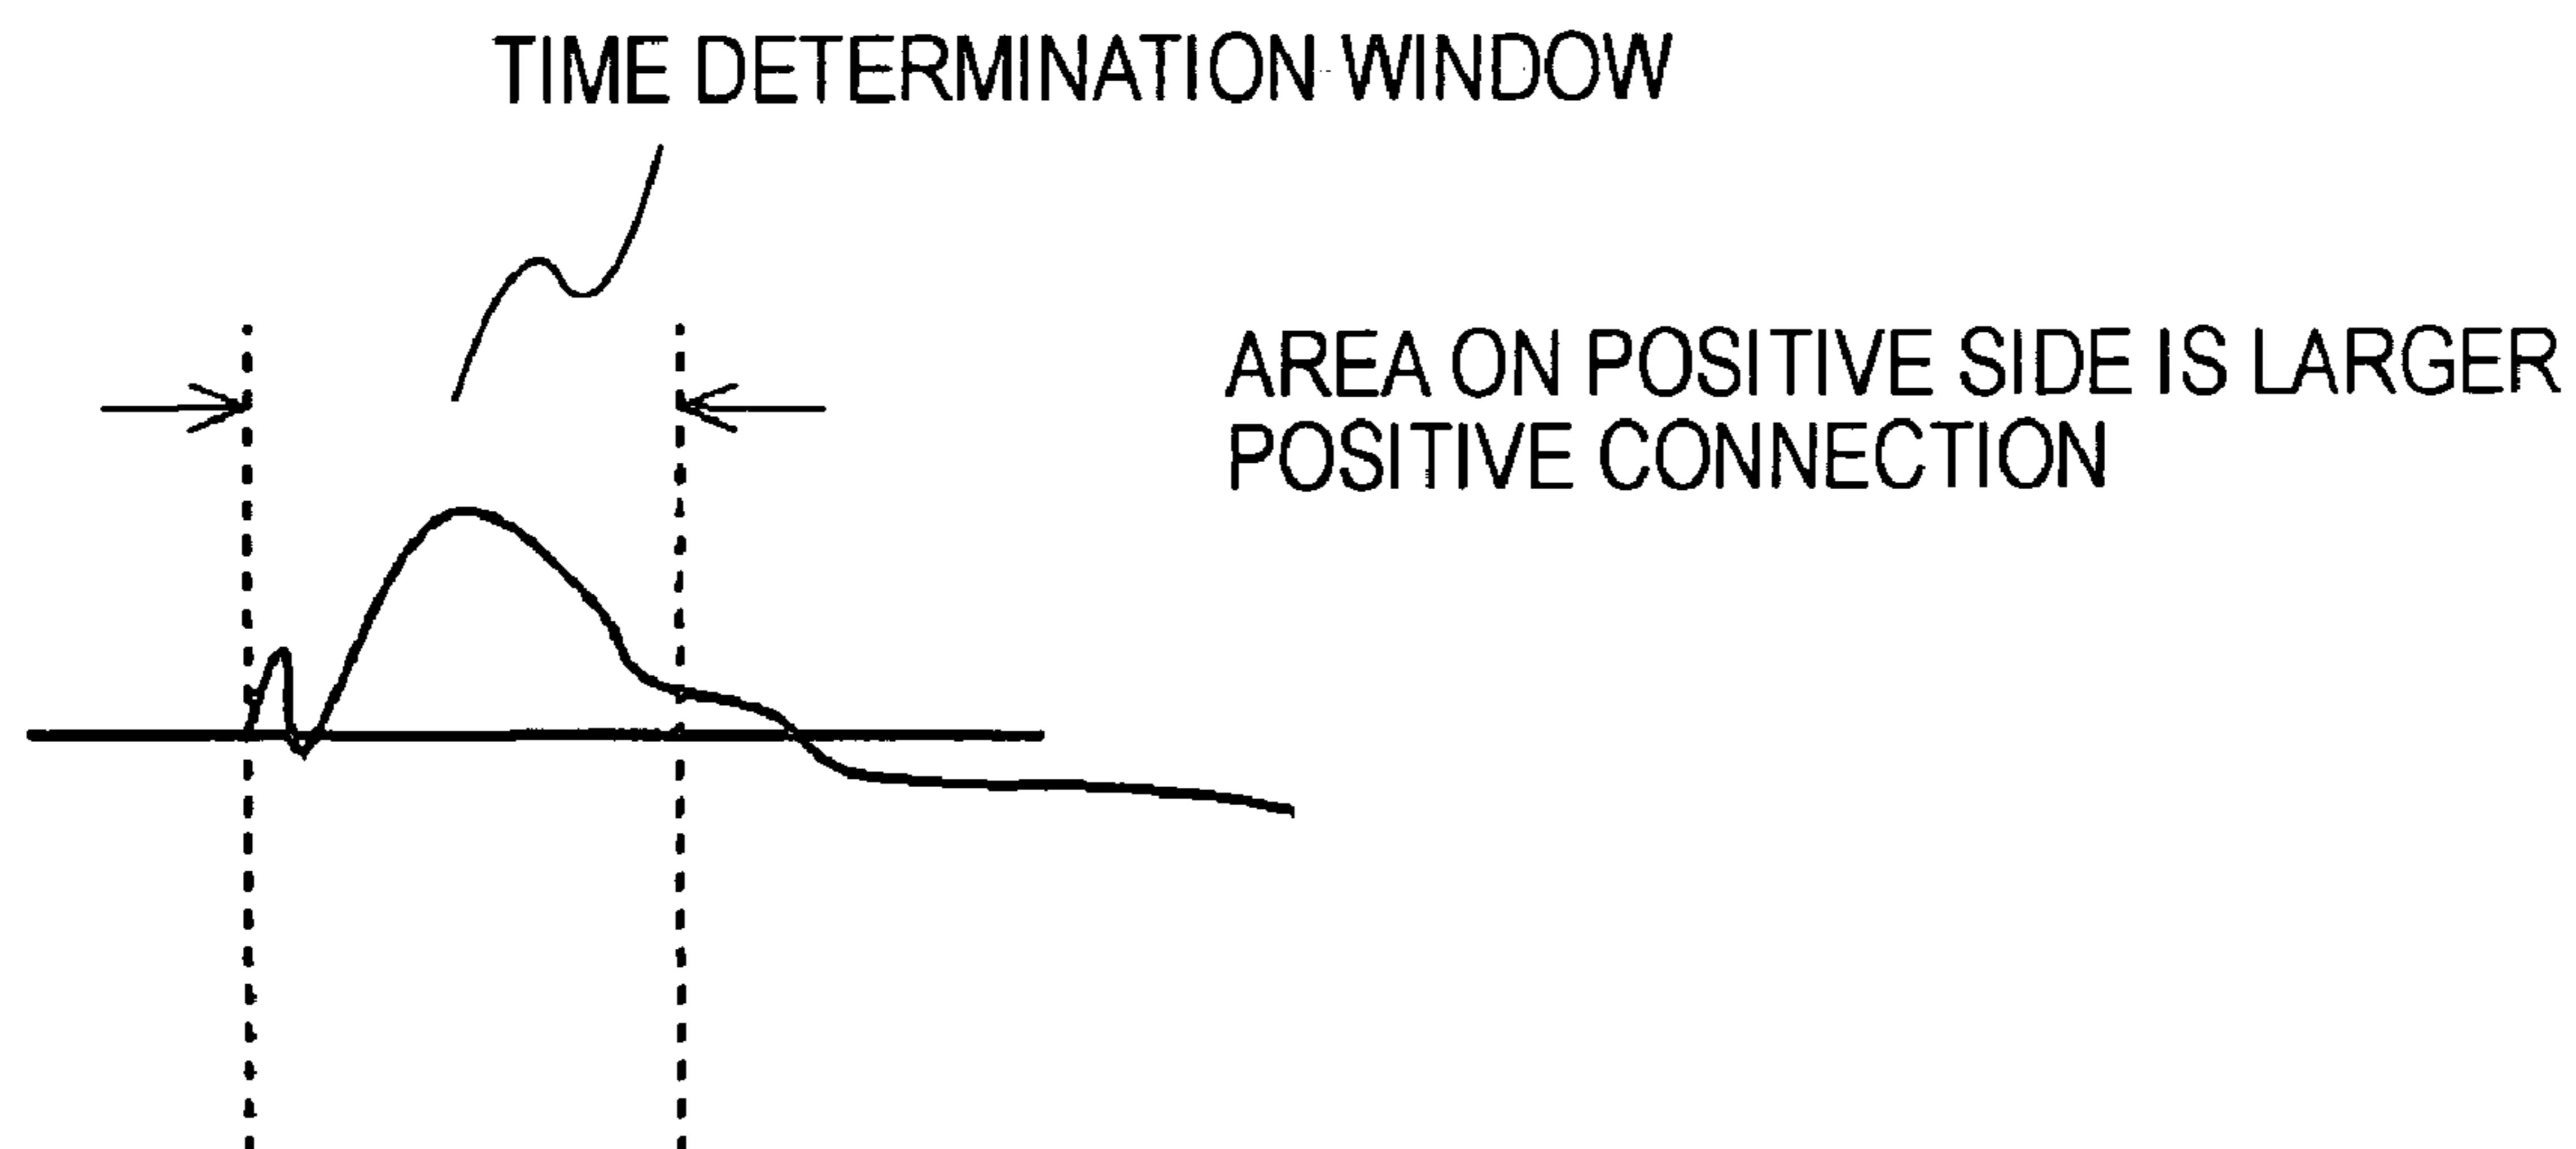 TIME DETERMINATION WINDOW
AREA ON POSITIVE SIDE IS LARGER
POSITIVE CONNECTION